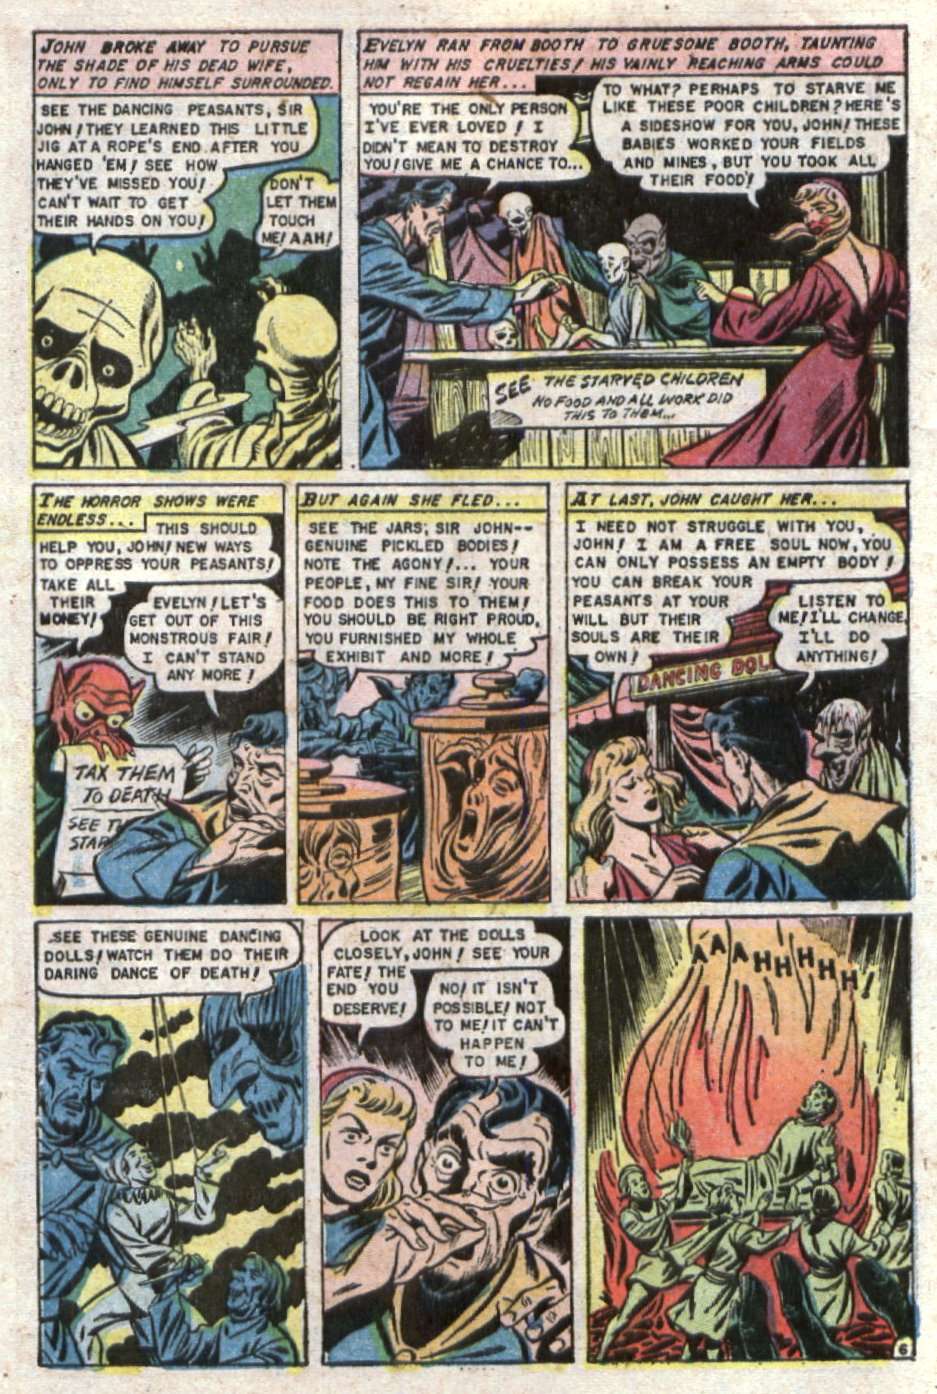 JOHN BROKE AWAY TO PURSUE
THE SHADE OF HIS DEAD WIFE,
ONLY TO FIND HIMSELF SURROUNDED.
SEE THE DANCING PEASANTS, SIR
JOHN! THEY LEARNED THIS LITTLE
JIG AT A ROPE'S END AFTER YOU
HANGED 'EM! SEE HOW
THEY'VE MISSED YOU!
CAN'T WAIT TO GET
THEIR HANDS ON YOU!
DON'T
LET THEM
TOUCH
ME! AAH!
EVELYN RAN FROM BOOTH TO GRUESOME BOOTH, TAUNTING
HIM WITH HIS CRUELTIES! HIS VAINLY REACHING ARMS COULD
NOT REGAIN HER...
YOU'RE THE ONLY PERSON
I'VE EVER LOVED! I
DIDN'T MEAN TO DESTROY
YOU! GIVE ME A CHANCE TO...
TO WHAT? PERHAPS TO STARVE ME
LIKE THESE POOR CHILDREN? HERE'S
A SIDESHOW FOR YOU, JOHN! THESE
BABIES WORKED YOUR FIELDS
AND MINES, BUT YOU TOOK ALL
THEIR FOOD!
SEE THE STARVED CHILDREN
NO FOOD AND ALL WORK DID
THIS TO THEM...
THE HORROR SHOWS WERE
ENDLESS...
THIS SHOULD
HELP YOU, JOHN! NEW WAYS
TO OPPRESS YOUR PEASANTS!
TAKE ALL
THEIR
MONEY!
EVELYN! LET'S
GET OUT OF THIS
MONSTROUS FAIR!
I CAN'T STAND
ANY MORE!
TAX THEM
TO DEATH
SEE TH
STAR
BUT AGAIN SHE FLED...
SEE THE JARS, SIR JOHN--
GENUINE PICKLED BODIES!
NOTE THE AGONY!... YOUR
PEOPLE, MY FINE SIR! YOUR
FOOD DOES THIS TO THEM!
YOU SHOULD BE RIGHT PROUD,
YOU FURNISHED MY WHOLE
EXHIBIT AND MORE!
AT LAST, JOHN CAUGHT HER...
I NEED NOT STRUGGLE WITH YOU,
JOHN! I AM A FREE SOUL NOW, YOU
CAN ONLY POSSESS AN EMPTY BODY!
YOU CAN BREAK YOUR
PEASANTS AT YOUR
WILL BUT THEIR
SOULS ARE THEIR
OWN!
LISTEN TO
ME! I'LL CHANGE,
I'LL DO
ANYTHING!
DANCING DOL
SEE THESE GENUINE DANCING
DOLLS! WATCH THEM DO THEIR
DARING DANCE OF DEATH!
LOOK AT THE DOLLS
CLOSELY, JOHN! SEE YOUR
FATE! THE
END YOU
DESERVE!
NO! IT ISN'T
POSSIBLE! NOT
TO ME! IT CAN'T
HAPPEN
TO ME!
AAAHHHHH!
6